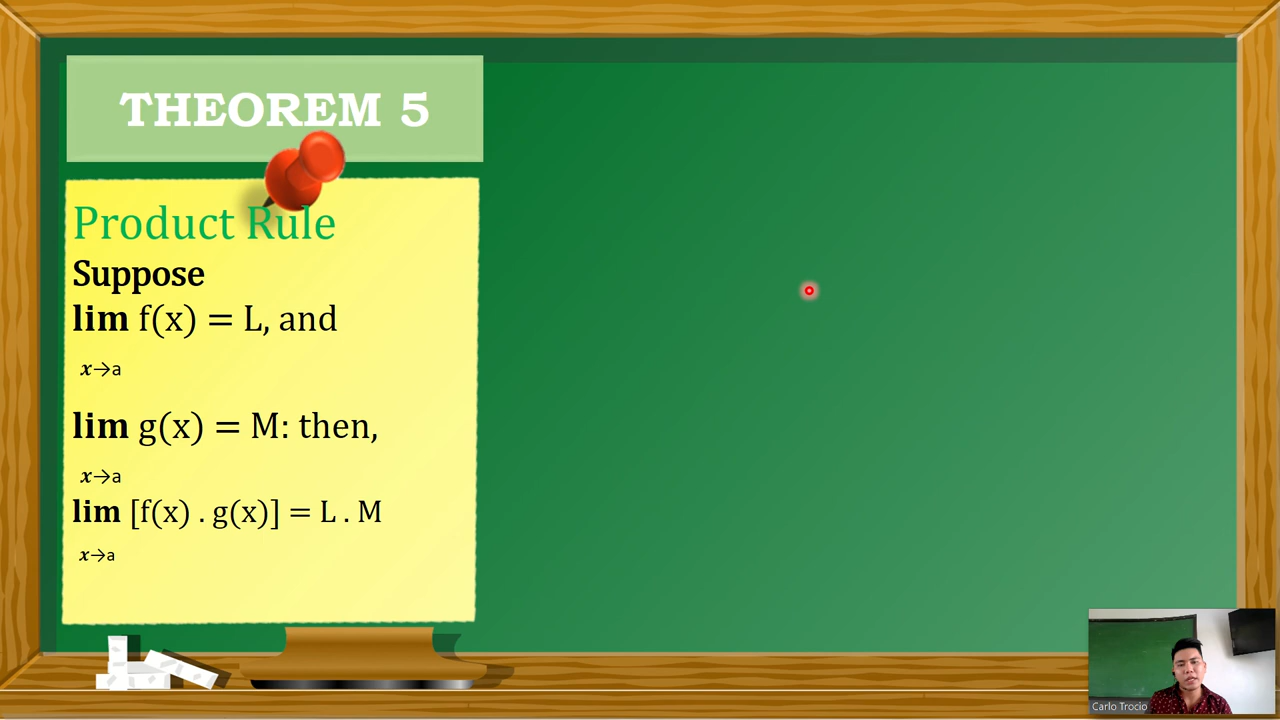 THEOREM 5
Product Rule
Suppose
lim f(x) = L, and
x→a
lim g(x) = M: then,
x→a
lim [f(x) . g(x)] = L . M
x→a
Carlo Trocio